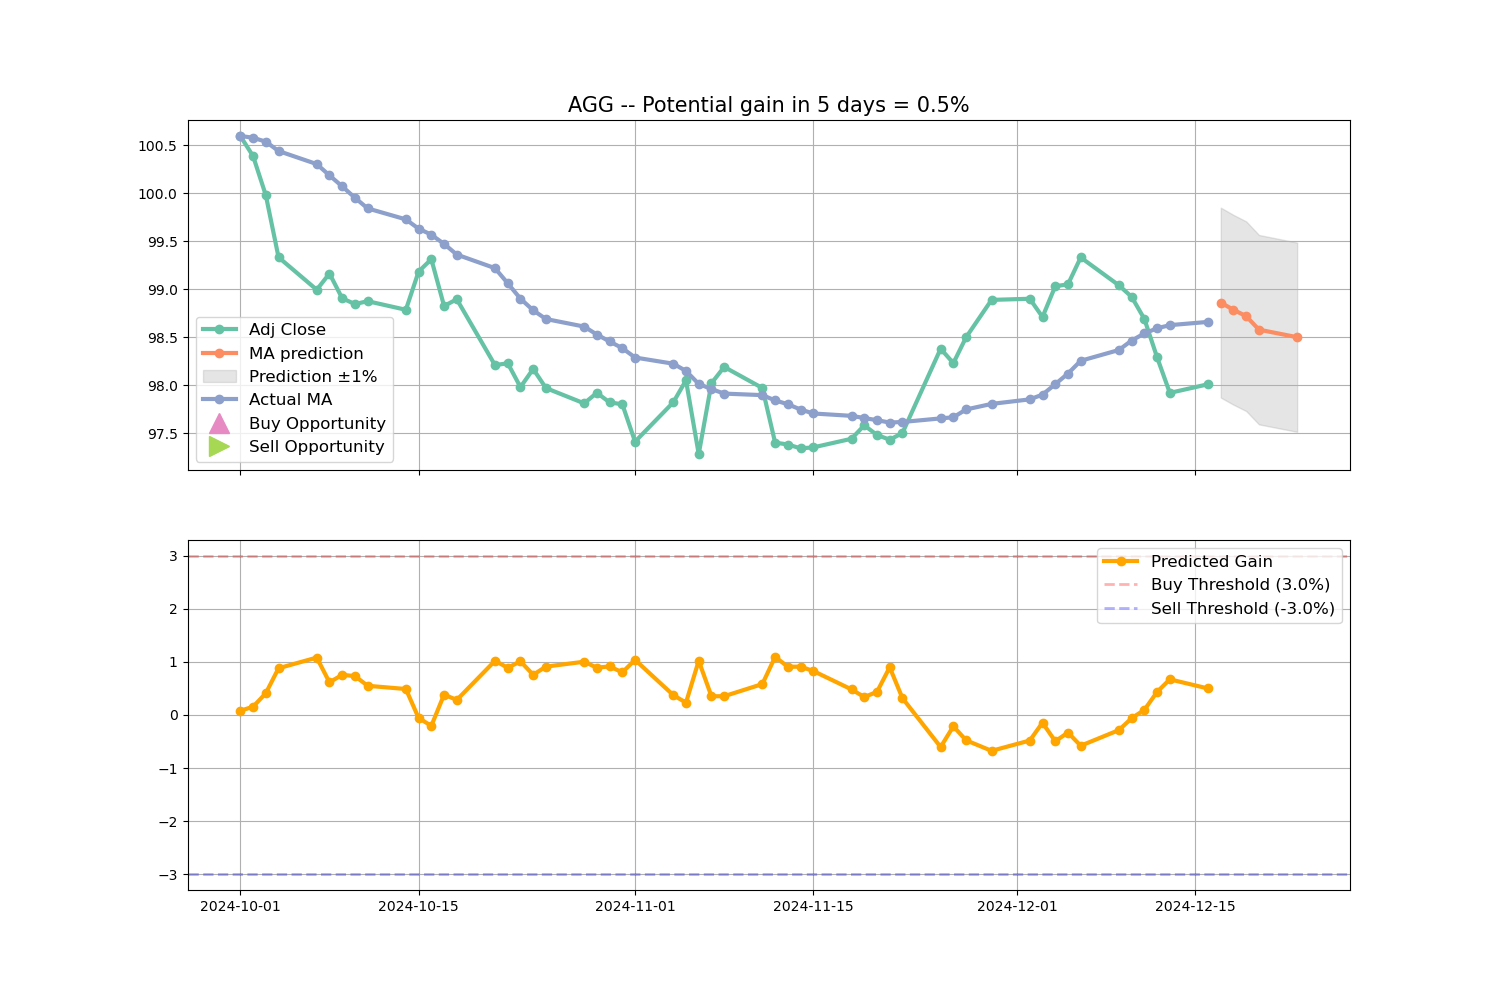 AGG -- Potential gain in 5 days = 0.5%
100.5
100.0
99.5
99.0
98.5
98.0
97.5
Adj Close
MA prediction
Prediction ±1%
Actual MA
Buy Opportunity
Sell Opportunity
3
2
1
0
−1
−2
−3
Predicted Gain
Buy Threshold (3.0%)
Sell Threshold (-3.0%)
2024-10-01
2024-10-15
2024-11-01
2024-11-15
2024-12-01
2024-12-15